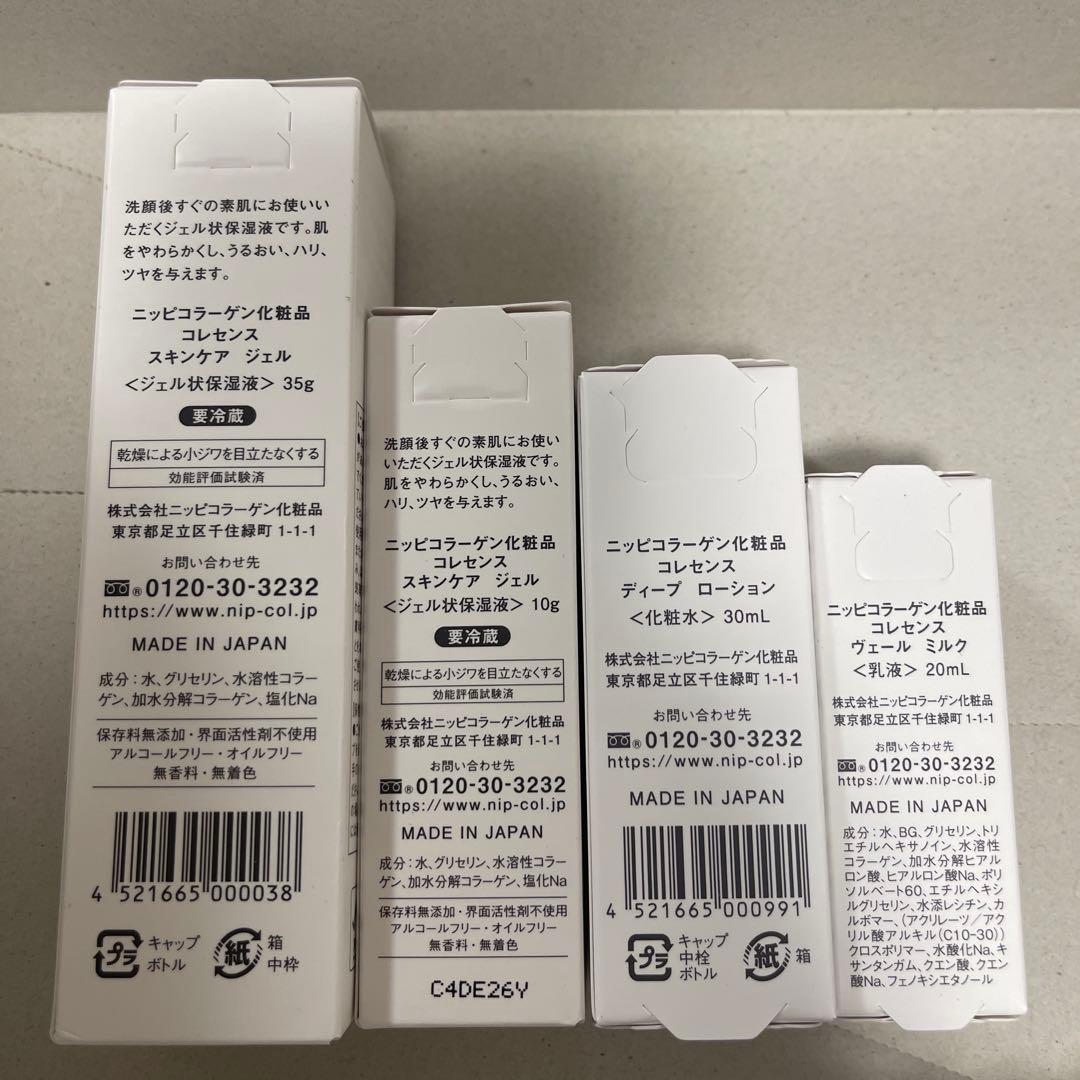 洗顔後すぐの素肌にお使いい
ただくジェル状保湿液です。肌
をやわらかくし、うるおい、ハリ、
ツヤを与えます。
ニッピコラーゲン化粧品
コレセンス
スキンケア ジェル
<ジェル状保湿液> 35g
要冷蔵
乾燥による小ジワを目立たなくする
効能評価試験済
株式会社ニッピコラーゲン化粧品
東京都足立区千住緑町 1-1-1
お問い合わせ先
® 0120-30-3232
https://www.nip-col.jp
MADE IN JAPAN
成分:水、グリセリン、水溶性コラー
ゲン、加水分解コラーゲン、塩化Na
保存料無添加・界面活性剤不使用
アルコールフリー・オイルフリー
無香料・無着色
4 521665 000038
プラ キャップ
ボトル
紙 箱
中枠
洗顔後すぐの素肌にお使い
いただくジェル状保湿液です。
肌をやわらかくし、うるおい、
ハリ、ツヤを与えます。
ニッピコラーゲン化粧品
コレセンス
スキンケア ジェル
<ジェル状保湿液> 10g
要冷蔵
乾燥による小ジワを目立たなくする
効能評価試験済
株式会社ニッピコラーゲン化粧品
東京都足立区千住緑町 1-1-1
お問い合わせ先
® 0120-30-3232
https://www.nip-col.jp
MADE IN JAPAN
成分:水、グリセリン、水溶性コラー
ゲン、加水分解コラーゲン、塩化Na
保存料無添加・界面活性剤不使用
アルコールフリー・オイルフリー
無香料・無着色
C4DE26Y
ニッピコラーゲン化粧品
コレセンス
ディープ ローション
<化粧水> 30mL
株式会社ニッピコラーゲン化粧品
東京都足立区千住緑町 1-1-1
お問い合わせ先
® 0120-30-3232
https://www.nip-col.jp
MADE IN JAPAN
4 521665 000991
プラ キャップ
中栓
ボトル
紙 箱
ニッピコラーゲン化粧品
コレセンス
ヴェール ミルク
<乳液> 20mL
株式会社ニッピコラーゲン化粧品
東京都足立区千住緑町 1-1-1
お問い合わせ先
® 0120-30-3232
https://www.nip-col.jp
MADE IN JAPAN
成分:水、BG、グリセリン、トリ
エチルヘキサノイン、水溶性
コラーゲン、加水分解ヒアル
ロン酸、ヒアルロン酸Na、ポリ
ソルベート60、エチルヘキシ
ルグリセリン、水添レシチン、カ
ルボマー、(アクリレーツ/アク
リル酸アルキル(C10-30))
クロスポリマー、水酸化Na、キ
サンタンガム、クエン酸、クエン
酸Na、フェノキシエタノール